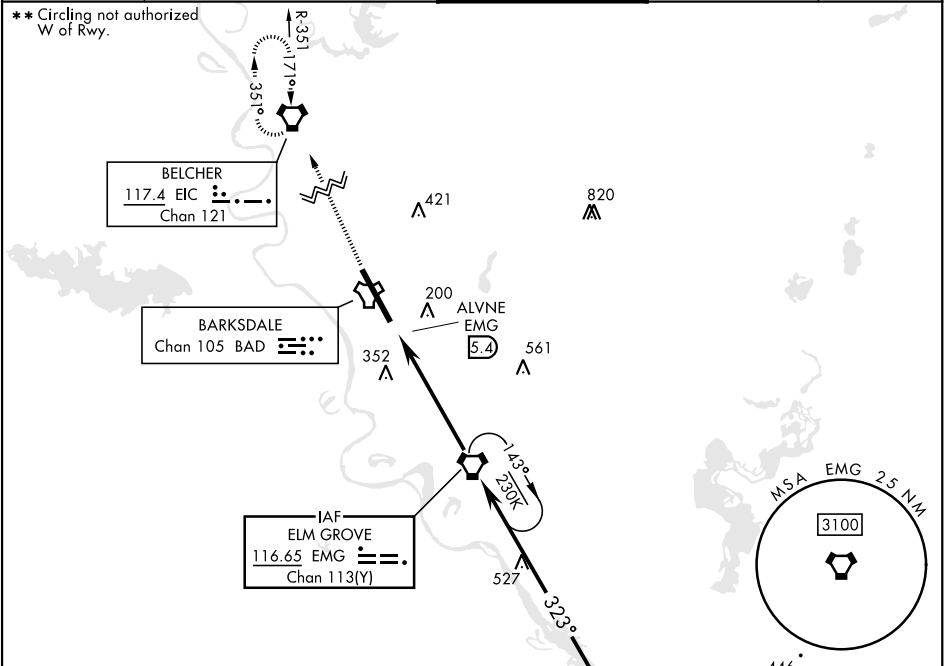 ** Circling not authorized
W of Rwy.
R-351
171°
351°
BELCHER
117.4 EIC
Chan 121
421
820
BARKSDALE
Chan 105 BAD
200
ALVNE
EMG
5.4
352
561
143°
230K
IAF
ELM GROVE
116.65 EMG
Chan 113(Y)
527
323°
MSA EMG 25 NM
3100